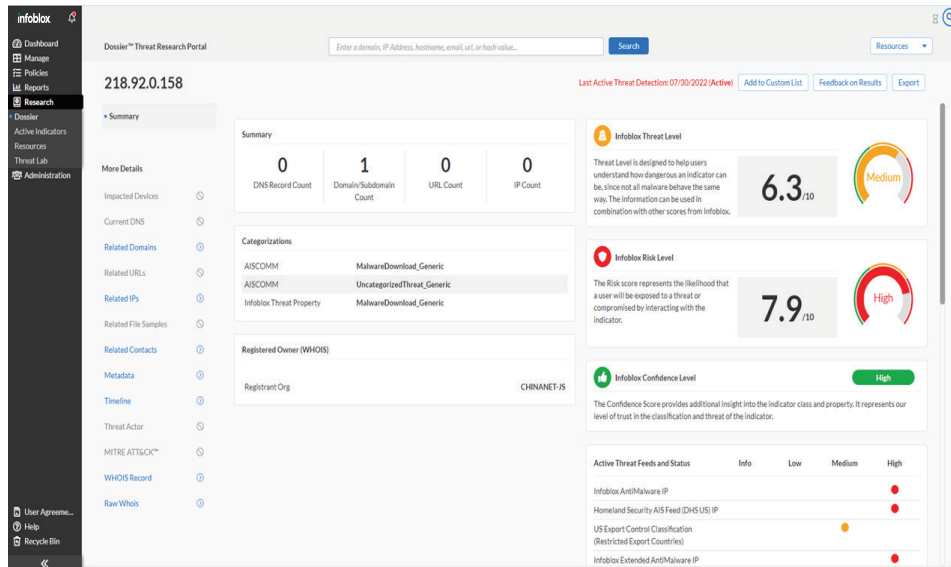 infoblox
Dashboard
Manage
Policies
Reports
Research
Dossier
Active Indicators
Resources
Threat Lab
Administration
User Agreeme...
Help
Recycle Bin
Dossier™ Threat Research Portal
Enter a domain, IP Address, hostname, email, url, or hash value...
Search
Resources
218.92.0.158
Last Active Threat Detection: 07/30/2022 (Active)
Add to Custom List
Feedback on Results
Export
Summary
More Details
Impacted Devices
Current DNS
Related Domains
Related URLs
Related IPs
Related File Samples
Related Contacts
Metadata
Timeline
Threat Actor
MITRE ATT&CK™
WHOIS Record
Raw Whois
Summary
0 1 0 0
DNS Record Count Domain/Subdomain Count URL Count IP Count
Categorizations
AISCOMM MalwareDownload_Generic
AISCOMM UncategorizedThreat_Generic
Infoblox Threat Property MalwareDownload_Generic
Registered Owner (WHOIS)
Registrant Org CHINANET-JS
Infoblox Threat Level
Threat Level is designed to help users
understand how dangerous an indicator can
be, since not all malware behave the same
way. The information can be used in
combination with other scores from Infoblox.
6.3/10
Medium
Infoblox Risk Level
The Risk score represents the likelihood that
a user will be exposed to a threat or
compromised by interacting with the
indicator.
7.9/10
High
Infoblox Confidence Level High
The Confidence Score provides additional insight into the indicator class and property. It represents our
level of trust in the classification and threat of the indicator.
Active Threat Feeds and Status Info Low Medium High
Infoblox AntiMalware IP
Homeland Security AIS Feed (DHS US) IP
US Export Control Classification
(Restricted Export Countries)
Infoblox Extended AntiMalware IP